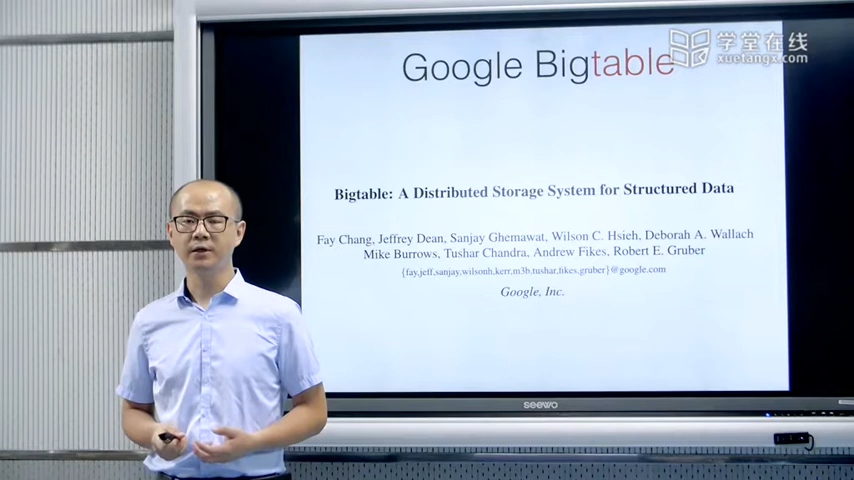 学堂在线
xuetangx.com
Google Bigtable
Bigtable: A Distributed Storage System for Structured Data
Fay Chang, Jeffrey Dean, Sanjay Ghemawat, Wilson C. Hsieh, Deborah A. Wallach
Mike Burrows, Tushar Chandra, Andrew Fikes, Robert E. Gruber
{fay,jeff,sanjay,wilsonh,kerr,m3b,tushar,fikes,gruber}@google.com
Google, Inc.
seewo